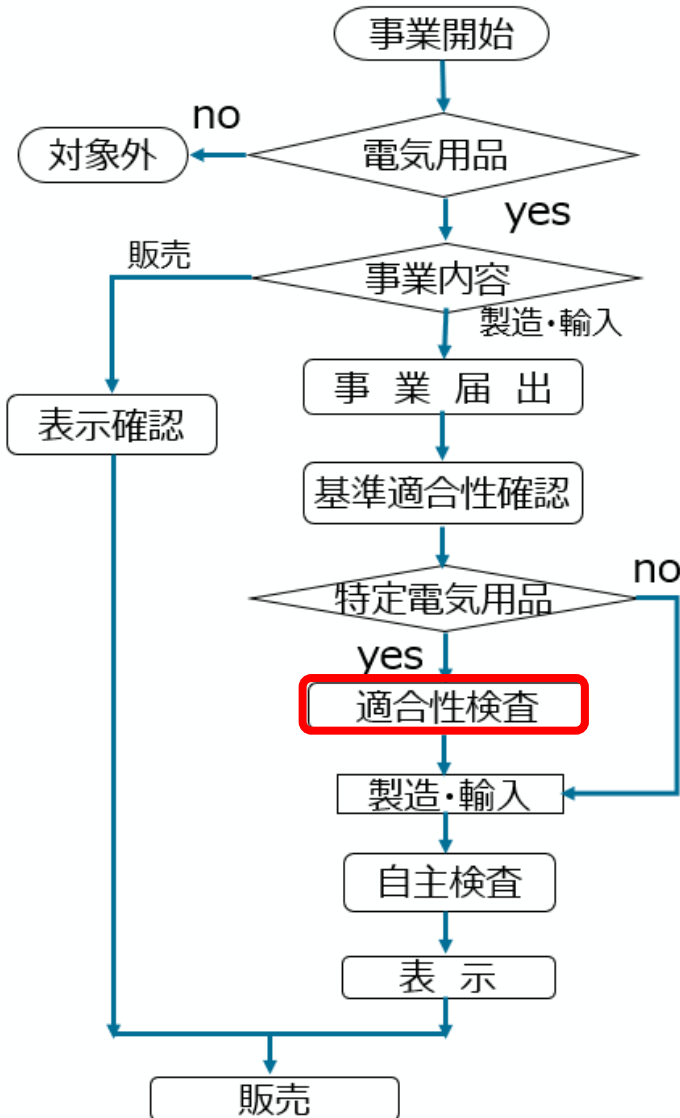 事業開始
no
対象外
電気用品
yes
販売
事業内容
製造・輸入
事 業 届 出
表示確認
基準適合性確認
no
特定電気用品
yes
適合性検査
製造・輸入
自主検査
表 示
販売